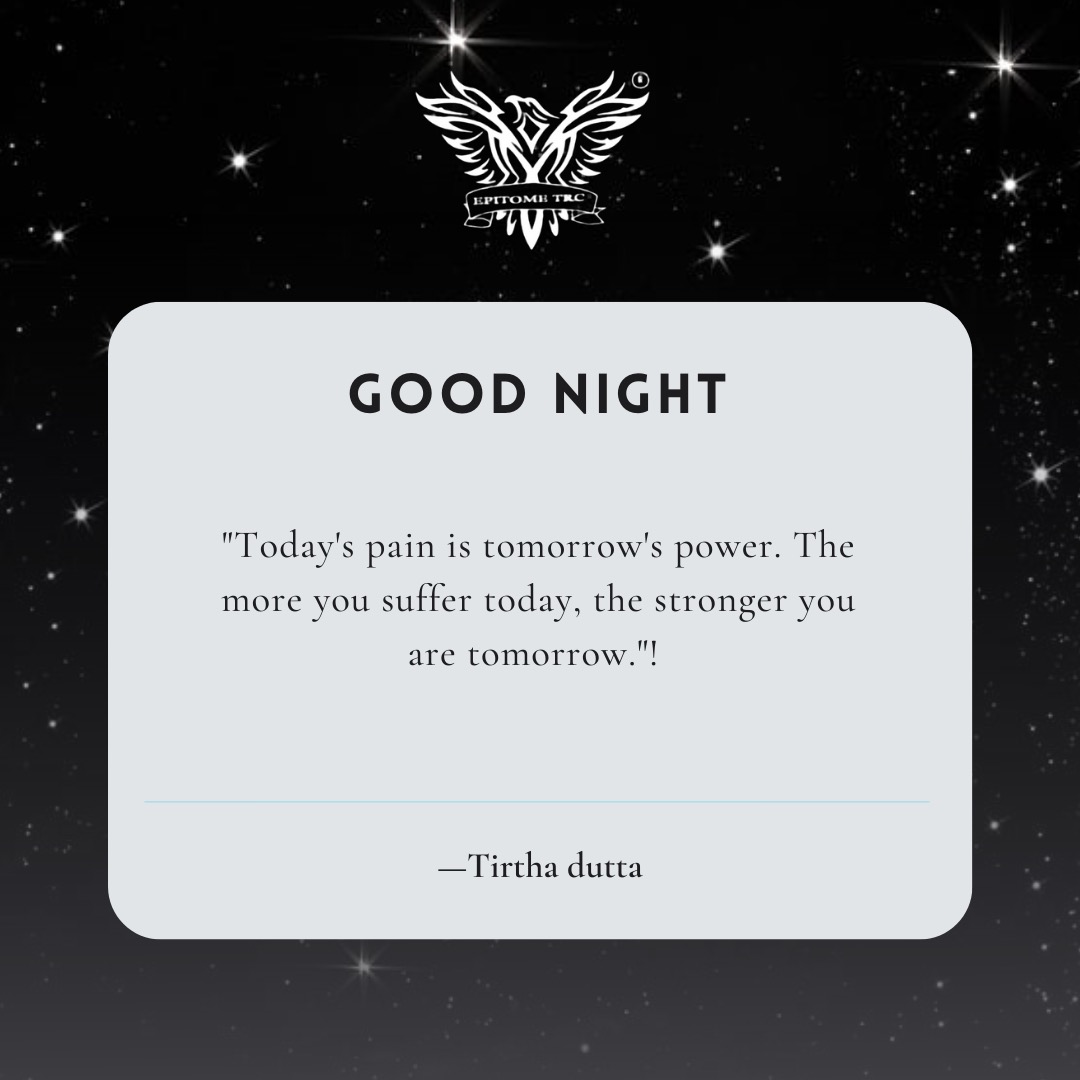 EPITOME TRC
GOOD NIGHT
"Today's pain is tomorrow's power. The
more you suffer today, the stronger you
are tomorrow."!
—Tirtha dutta